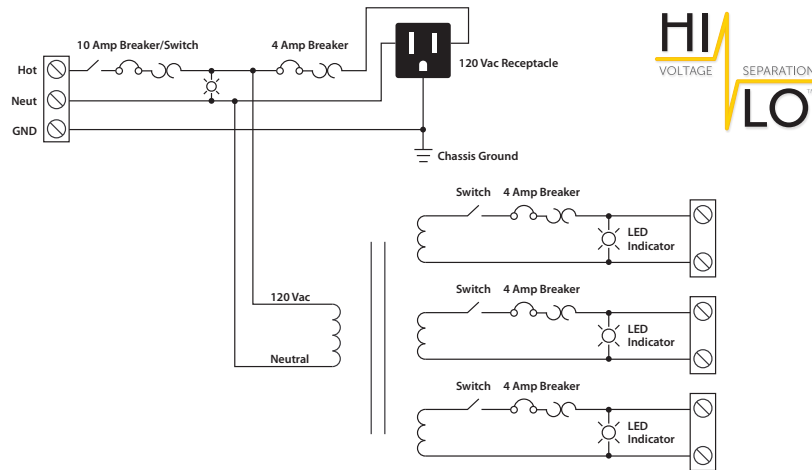 10 Amp Breaker/Switch
4 Amp Breaker
Hot
Neut
GND
120 Vac Receptacle
Chassis Ground
HI
VOLTAGE SEPARATION
LO™
Switch 4 Amp Breaker
LED
Indicator
120 Vac
Neutral
Switch 4 Amp Breaker
LED
Indicator
Switch 4 Amp Breaker
LED
Indicator